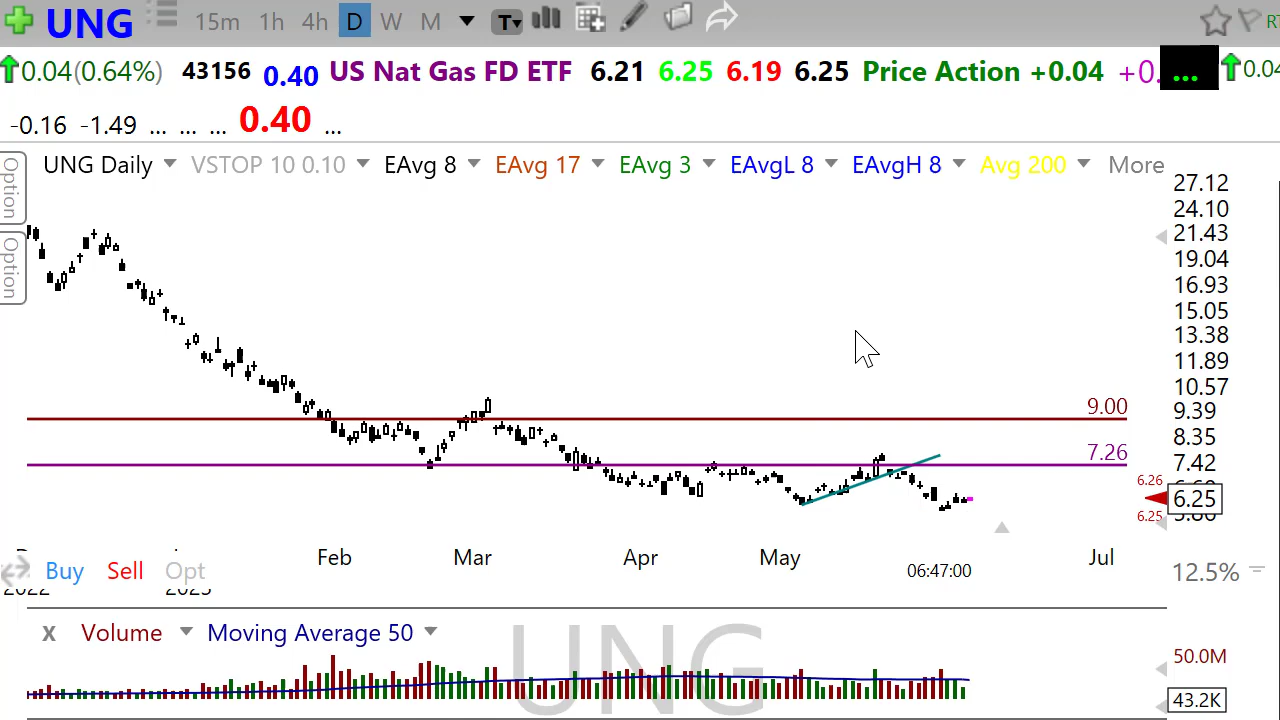 UNG 15m 1h 4h D W M T
0.04(0.64%) 43156 0.40 US Nat Gas FD ETF 6.21 6.25 6.19 6.25 Price Action +0.04 +0. ... 0.04
-0.16 -1.49 ... ... ... 0.40 ...
UNG Daily VSTOP 10 0.10 EAvg 8 EAvg 17 EAvg 3 EAvgL 8 EAvgH 8 Avg 200 More
Option
Option
27.12
24.10
21.43
19.04
16.93
15.05
13.38
11.89
10.57
9.39
8.35
7.42
9.00
7.26
6.26
6.25
6.25
Feb Mar Apr May 06:47:00 Jul
Buy Sell Opt 12.5%
2022
x Volume Moving Average 50
UNG
50.0M
43.2K